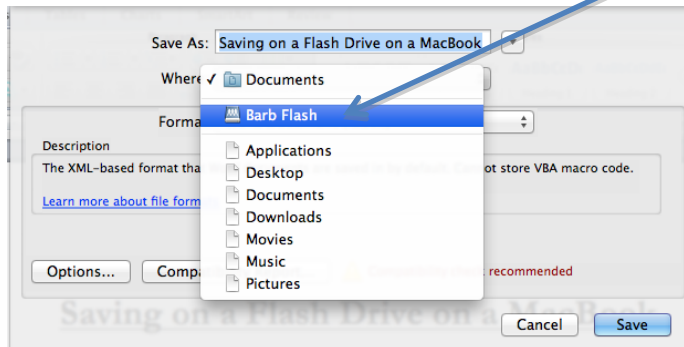 Save As: Saving on a Flash Drive on a MacBook
Where ✓ Documents
Barb Flash
Forma
Applications
Description
The XML-based format tha ot store VBA macro code.
Desktop
Documents
Learn more about file form
Downloads
Movies
Music
Options... Compa recommended
Pictures
Saving on a Flash Drive on a MacBook
Cancel Save